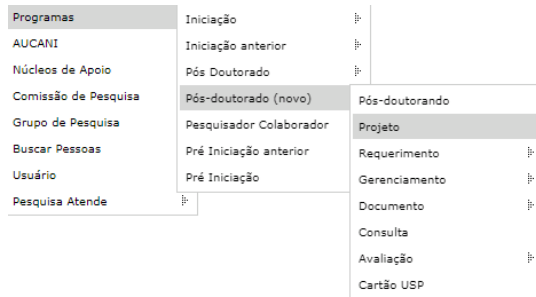 Programas
AUCANI
Núcleos de Apoio
Comissão de Pesquisa
Grupo de Pesquisa
Buscar Pessoas
Usuário
Pesquisa Atende
Iniciação
Iniciação anterior
Pós Doutorado
Pós-doutorado (novo)
Pesquisador Colaborador
Pré Iniciação anterior
Pré Iniciação
Pós-doutorando
Projeto
Requerimento
Gerenciamento
Documento
Consulta
Avaliação
Cartão USP